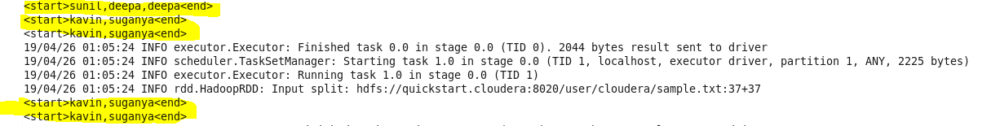 <start>sunil,deepa,deepa<end>
<start>kavin,suganya<end>
<start>kavin,suganya<end>
19/04/26 01:05:24 INFO executor.Executor: Finished task 0.0 in stage 0.0 (TID 0). 2044 bytes result sent to driver
19/04/26 01:05:24 INFO scheduler.TaskSetManager: Starting task 1.0 in stage 0.0 (TID 1, localhost, executor driver, partition 1, ANY, 2225 bytes)
19/04/26 01:05:24 INFO executor.Executor: Running task 1.0 in stage 0.0 (TID 1)
19/04/26 01:05:24 INFO rdd.HadoopRDD: Input split: hdfs://quickstart.cloudera:8020/user/cloudera/sample.txt:37+37
<start>kavin,suganya<end>
<start>kavin,suganya<end>